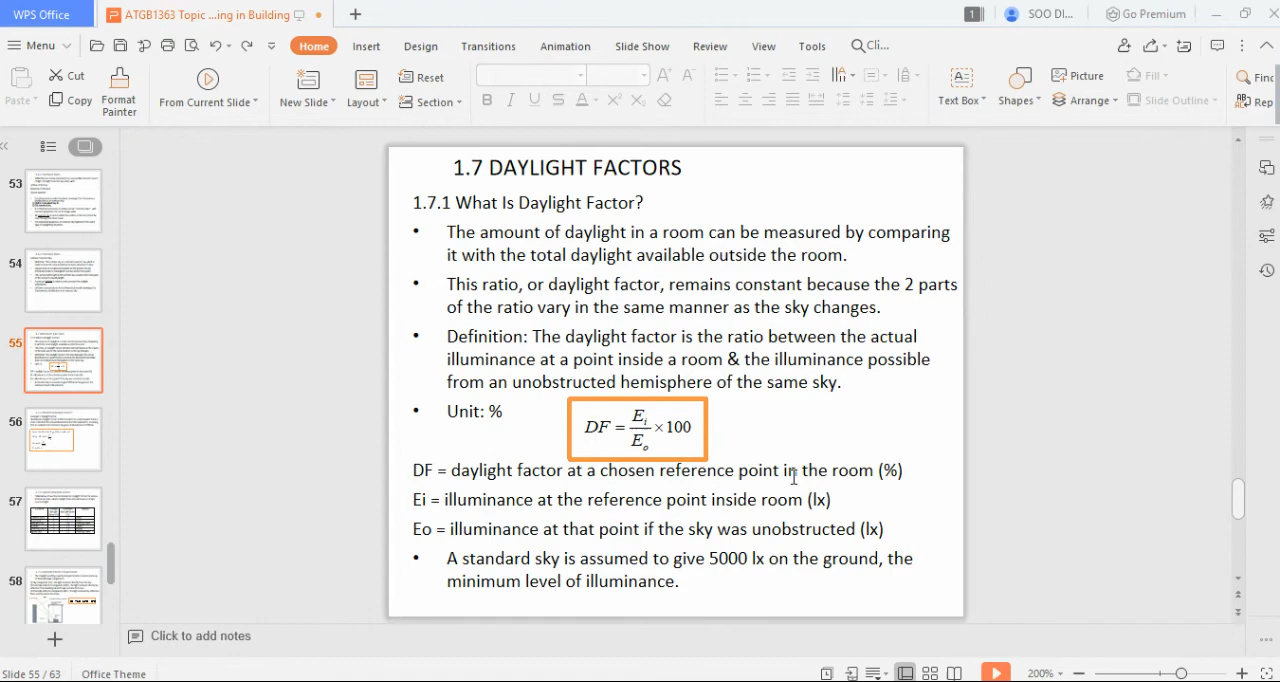 WPS Office
ATGB1363 Topic ...ing in Building
1
SOO DI...
Go Premium
Menu
Home
Insert
Design
Transitions
Animation
Slide Show
Review
View
Tools
Cli...
Paste
Cut
Copy
Format Painter
From Current Slide
New Slide
Layout
Reset
Section
B I U S A X² X₂
Text Box
Shapes
Picture
Arrange
Fill
Slide Outline
Find
Rep
53
54
55
56
57
58
1.7 DAYLIGHT FACTORS
1.7.1 What Is Daylight Factor?
• The amount of daylight in a room can be measured by comparing
it with the total daylight available outside the room.
• This ratio, or daylight factor, remains constant because the 2 parts
of the ratio vary in the same manner as the sky changes.
• Definition: The daylight factor is the ratio between the actual
illuminance at a point inside a room & the illuminance possible
from an unobstructed hemisphere of the same sky.
• Unit: %
DF = Ei / Eo ×100
DF = daylight factor at a chosen reference point in the room (%)
Ei = illuminance at the reference point inside room (lx)
Eo = illuminance at that point if the sky was unobstructed (lx)
• A standard sky is assumed to give 5000 lx on the ground, the
minimum level of illuminance.
Click to add notes
Slide 55 / 63
Office Theme
200%